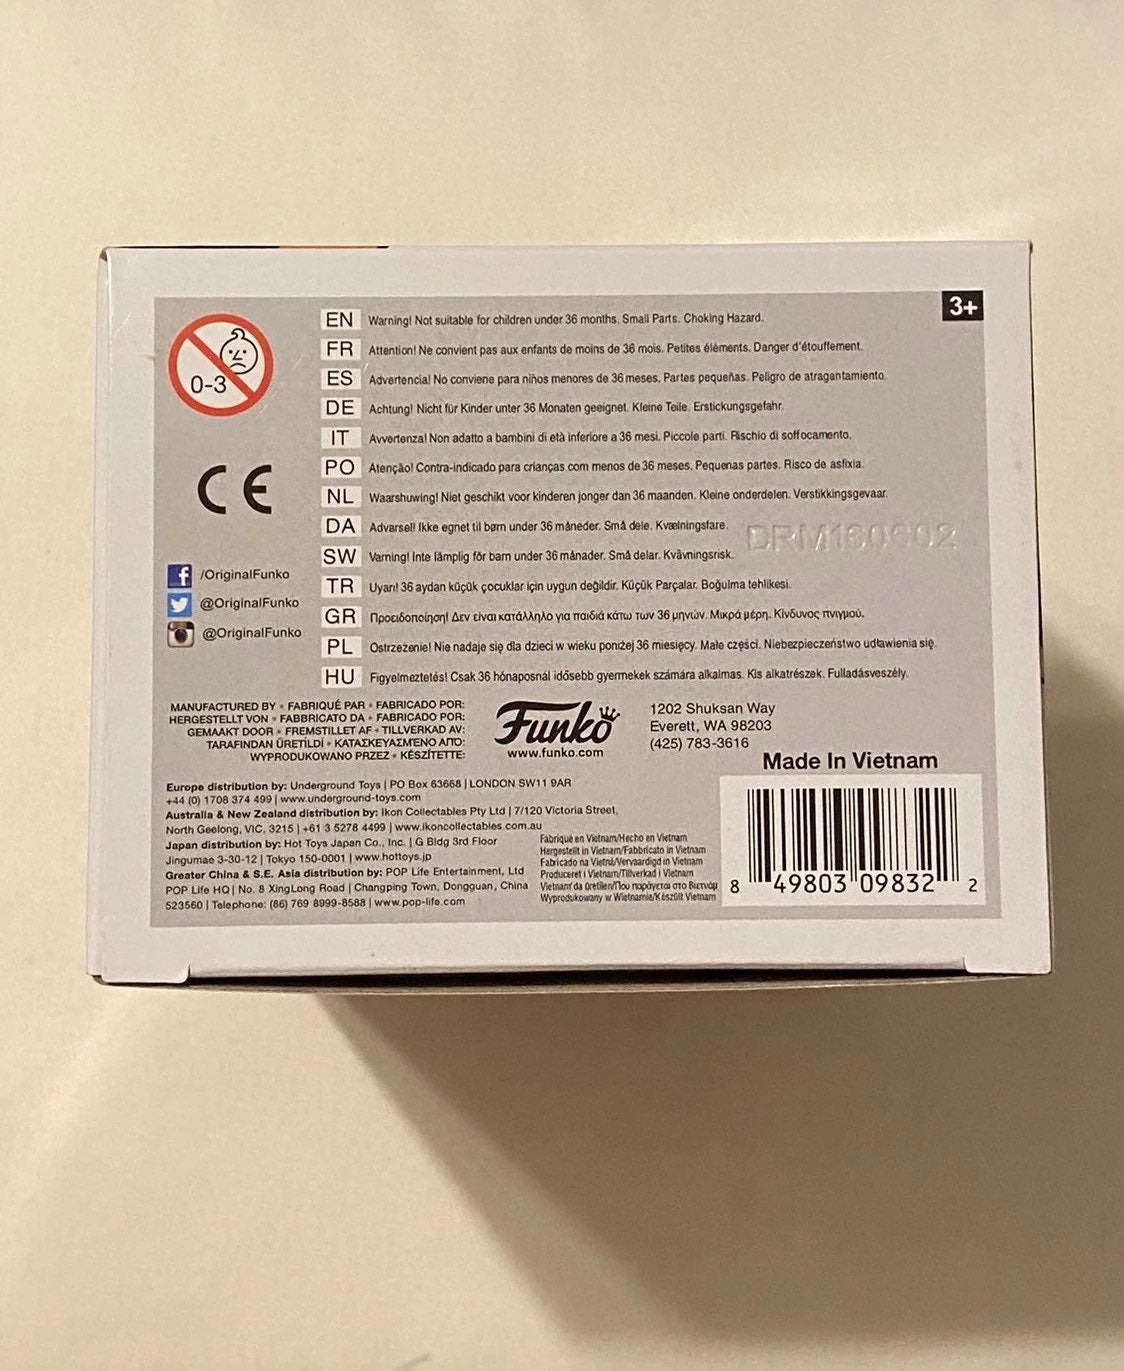 3+
0-3
EN Warning! Not suitable for children under 36 months. Small Parts. Choking Hazard.
FR Attention! Ne convient pas aux enfants de moins de 36 mois. Petites éléments. Danger d'étouffement.
ES Advertencia! No conviene para niños menores de 36 meses. Partes pequeñas. Peligro de atragantamiento.
DE Achtung! Nicht für Kinder unter 36 Monaten geeignet. Kleine Teile. Erstickungsgefahr.
IT Avvertenza! Non adatto a bambini di età inferiore a 36 mesi. Piccole parti. Rischio di soffocamento.
PO Atenção! Contra-indicado para crianças com menos de 36 meses. Pequenas partes. Risco de asfixia.
NL Waarshuwing! Niet geschikt voor kinderen jonger dan 36 maanden. Kleine onderdelen. Verstikkingsgevaar.
DA Advarsel! Ikke egnet til børn under 36 måneder. Små dele. Kvælningsfare.
SW Varning! Inte lämplig för barn under 36 månader. Små delar. Kvävningsrisk.
TR Uyarı! 36 aydan küçük çocuklar için uygun değildir. Küçük Parçalar. Boğulma tehlikesi.
GR Προειδοποίηση! Δεν είναι κατάλληλο για παιδιά κάτω των 36 μηνών. Μικρά μέρη. Κίνδυνος πνιγμού.
PL Ostrzeżenie! Nie nadaje się dla dzieci w wieku poniżej 36 miesięcy. Małe części. Niebezpieczeństwo udławienia się.
HU Figyelmeztetés! Csak 36 hónaposnál idősebb gyermekek számára alkalmas. Kis alkatrészek. Fulladásveszély.
CE
/OriginalFunko
@OriginalFunko
@OriginalFunko
MANUFACTURED BY • FABRIQUÉ PAR • FABRICADO POR:
HERGESTELLT VON • FABBRICATO DA • FABRICADO POR:
GEMAAKT DOOR • FREMSTILLET AF • TILLVERKAD AV:
TARAFINDAN ÜRETİLDİ • ΚΑΤΑΣΚΕΥΑΣΜΕΝΟ ΑΠΟ:
WYPRODUKOWANO PRZEZ • KÉSZÍTETTE:
Funko
www.funko.com
1202 Shuksan Way
Everett, WA 98203
(425) 783-3616
Made In Vietnam
Europe distribution by: Underground Toys | PO Box 63668 | LONDON SW11 9AR
+44 (0) 1708 374 499 | www.underground-toys.com
Australia & New Zealand distribution by: Ikon Collectables Pty Ltd | 7/120 Victoria Street,
North Geelong, VIC, 3215 | +61 3 5278 4499 | www.ikoncollectables.com.au
Japan distribution by: Hot Toys Japan Co., Inc. | G Bldg 3rd Floor
Jingumae 3-30-12 | Tokyo 150-0001 | www.hottoys.jp
Greater China & S.E. Asia distribution by: POP Life Entertainment, Ltd
POP Life HQ | No. 8 XingLong Road | Changping Town, Dongguan, China
523560 | Telephone: (86) 769 8999-8588 | www.pop-life.com
Fabriqué en Vietnam/Hecho en Vietnam
Hergestellt in Vietnam/Fabbricato in Vietnam
Fabricado na Vietnã/Vervaardigd in Vietnam
Produceret i Vietnam/Tillverkad i Vietnam
Vietnam'da üretilen/Που παράγεται στο Βιετνάμ
Wyprodukowany w Wietnamie/Készült Vietnam
8 49803 09832 2